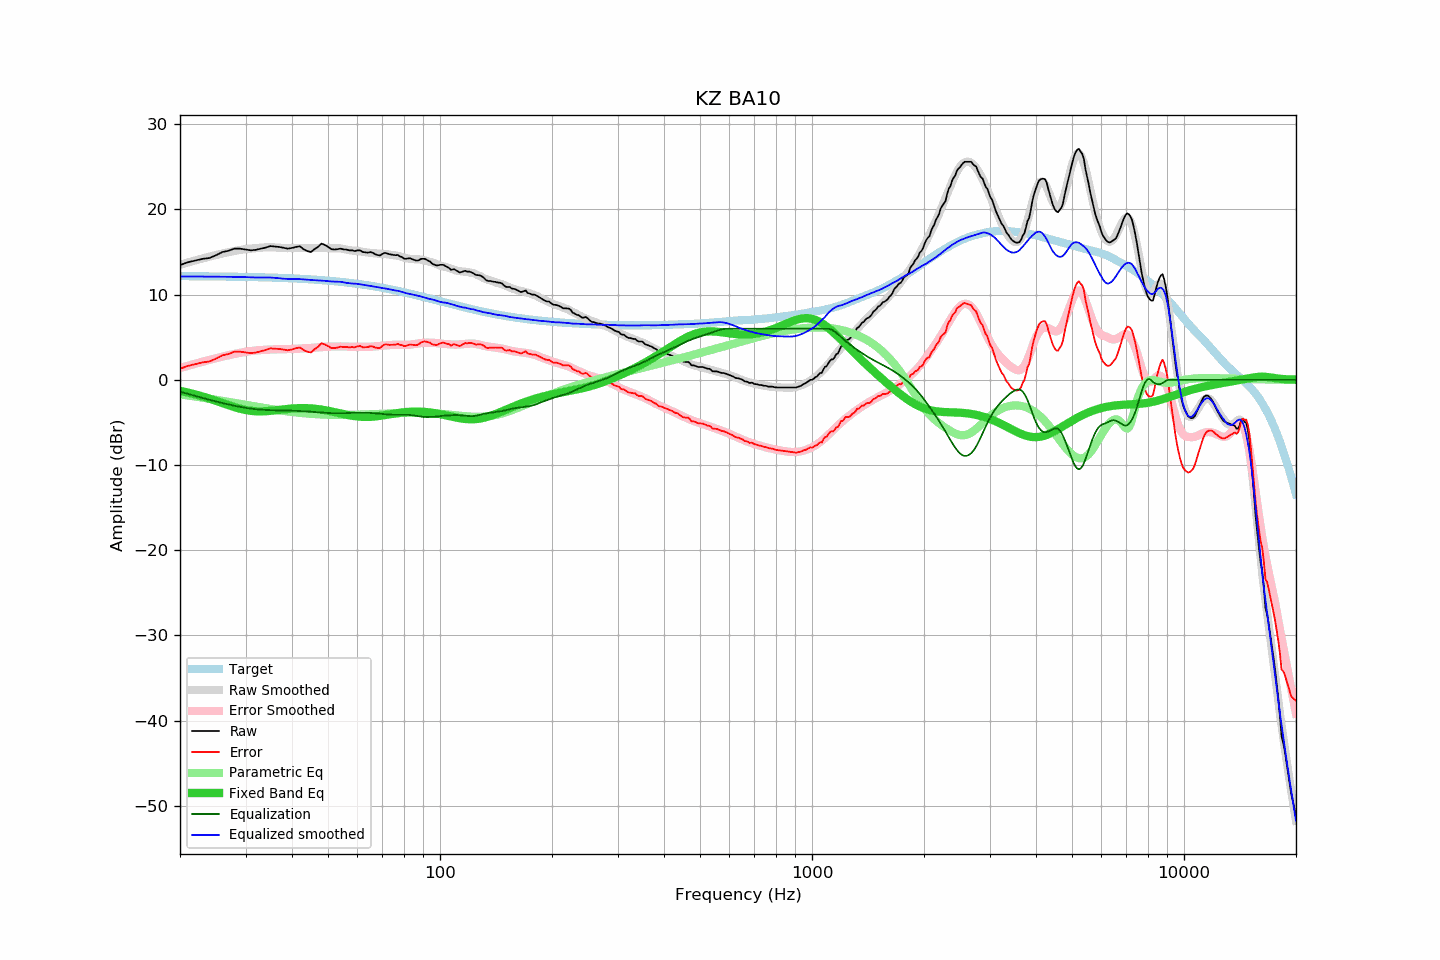 KZ BA10
30
20
10
0
−10
−20
−30
−40
−50
Amplitude (dBr)
Target
Raw Smoothed
Error Smoothed
Raw
Error
Parametric Eq
Fixed Band Eq
Equalization
Equalized smoothed
100 1000 10000
Frequency (Hz)